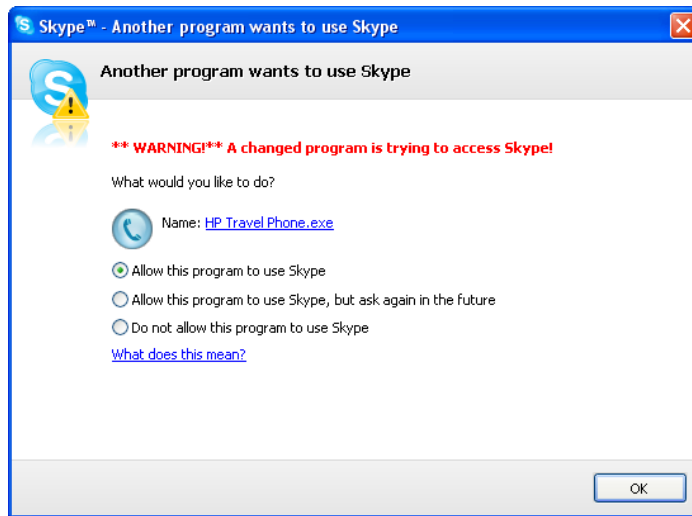 Skype™ - Another program wants to use Skype
Another program wants to use Skype
** WARNING!** A changed program is trying to access Skype!
What would you like to do?
Name: HP Travel Phone.exe
Allow this program to use Skype
Allow this program to use Skype, but ask again in the future
Do not allow this program to use Skype
What does this mean?
OK